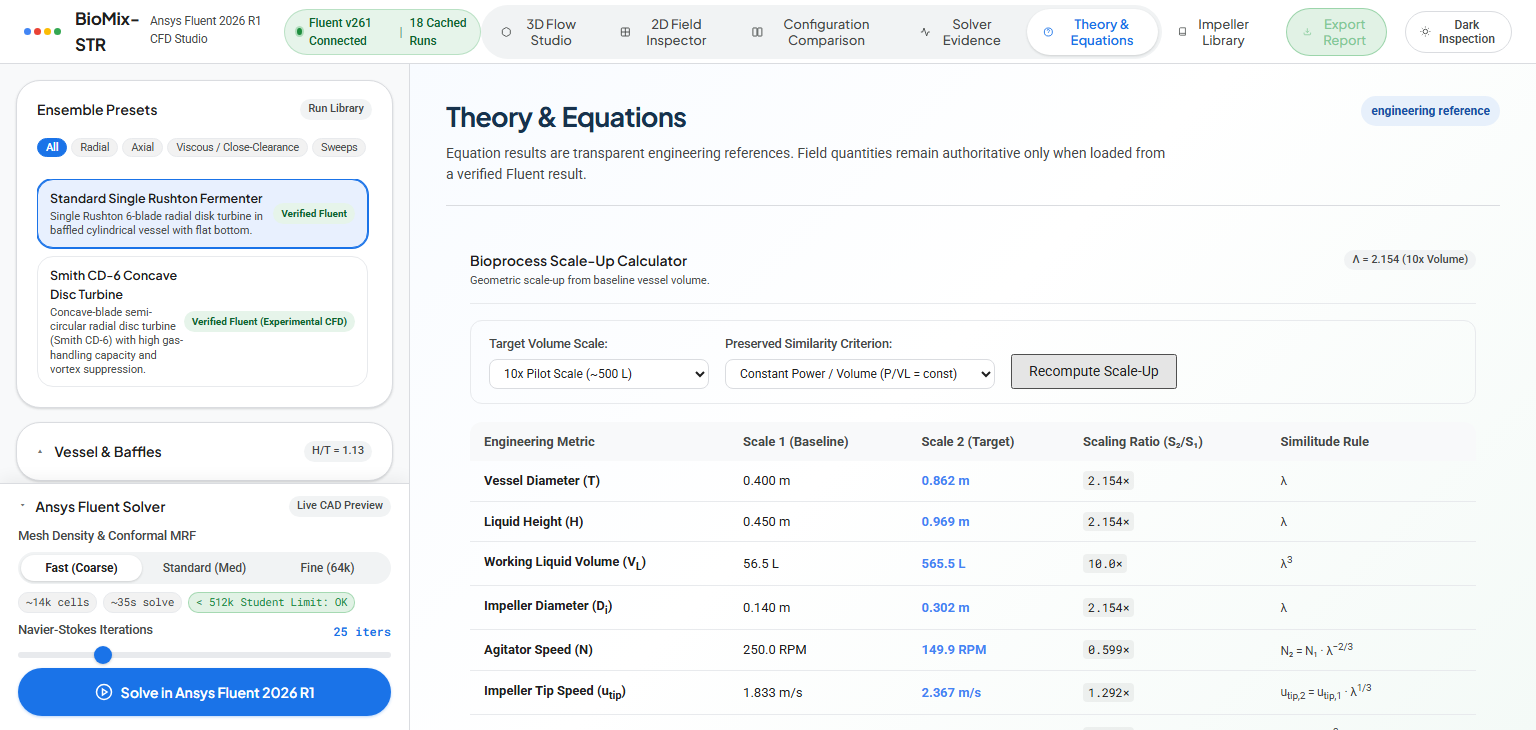 BioMix-
STR
Ansys Fluent 2026 R1
CFD Studio
Fluent v261
Connected
|
18 Cached
Runs
3D Flow
Studio
2D Field
Inspector
Configuration
Comparison
Solver
Evidence
Theory &
Equations
Impeller
Library
Export
Report
Dark
Inspection
Ensemble Presets
Run Library
All
Radial
Axial
Viscous / Close-Clearance
Sweeps
Standard Single Rushton Fermenter
Single Rushton 6-blade radial disk turbine in
baffled cylindrical vessel with flat bottom.
Verified Fluent
Smith CD-6 Concave
Disc Turbine
Concave-blade semi-
circular radial disc turbine
(Smith CD-6) with high gas-
handling capacity and
vortex suppression.
Verified Fluent (Experimental CFD)
Vessel & Baffles
H/T = 1.13
Ansys Fluent Solver
Live CAD Preview
Mesh Density & Conformal MRF
Fast (Coarse)
Standard (Med)
Fine (64k)
~14k cells
~35s solve
< 512k Student Limit: OK
Navier-Stokes Iterations
25 iters
Solve in Ansys Fluent 2026 R1
Theory & Equations
engineering reference
Equation results are transparent engineering references. Field quantities remain authoritative only when loaded from
a verified Fluent result.
Bioprocess Scale-Up Calculator
Λ = 2.154 (10x Volume)
Geometric scale-up from baseline vessel volume.
Target Volume Scale:
Preserved Similarity Criterion:
10x Pilot Scale (~500 L)
Constant Power / Volume (P/VL = const)
Recompute Scale-Up
Engineering Metric Scale 1 (Baseline) Scale 2 (Target) Scaling Ratio (S₂/S₁) Similitude Rule
Vessel Diameter (T) 0.400 m 0.862 m 2.154× λ
Liquid Height (H) 0.450 m 0.969 m 2.154× λ
Working Liquid Volume (V_L) 56.5 L 565.5 L 10.0× λ³
Impeller Diameter (D_i) 0.140 m 0.302 m 2.154× λ
Agitator Speed (N) 250.0 RPM 149.9 RPM 0.599× N₂ = N₁ · λ^−2/3
Impeller Tip Speed (u_tip) 1.833 m/s 2.367 m/s 1.292× u_tip,2 = u_tip,1 · λ^1/3